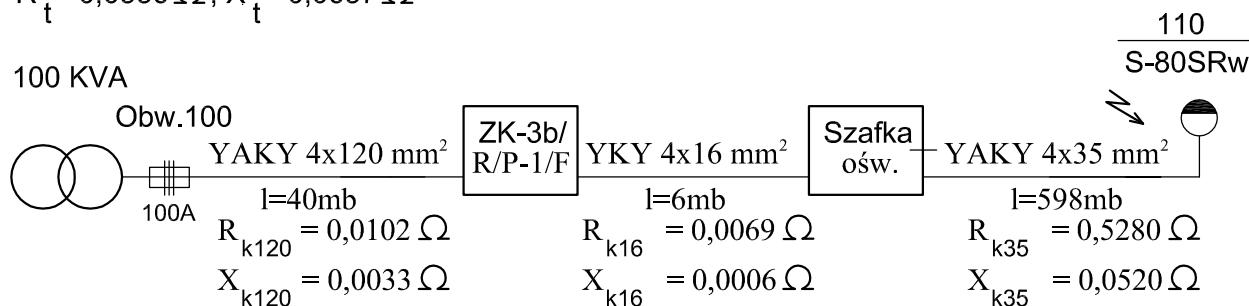 110
S-80SRw
100 KVA
Obw.100
100A
YAKY 4x120 mm²
l=40mb
R k120 = 0,0102 Ω
X k120 = 0,0033 Ω
ZK-3b/
R/P-1/F
YKY 4x16 mm²
l=6mb
R k16 = 0,0069 Ω
X k16 = 0,0006 Ω
Szafka
ośw.
YAKY 4x35 mm²
l=598mb
R k35 = 0,5280 Ω
X k35 = 0,0520 Ω